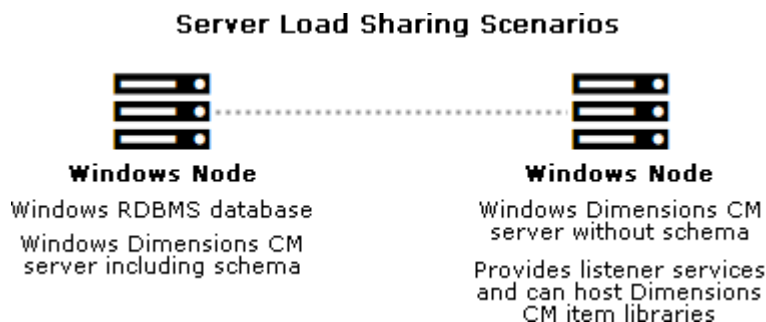 Server Load Sharing Scenarios
Windows Node
Windows RDBMS database
Windows Dimensions CM
server including schema
Windows Node
Windows Dimensions CM
server without schema
Provides listener services
and can host Dimensions
CM item libraries